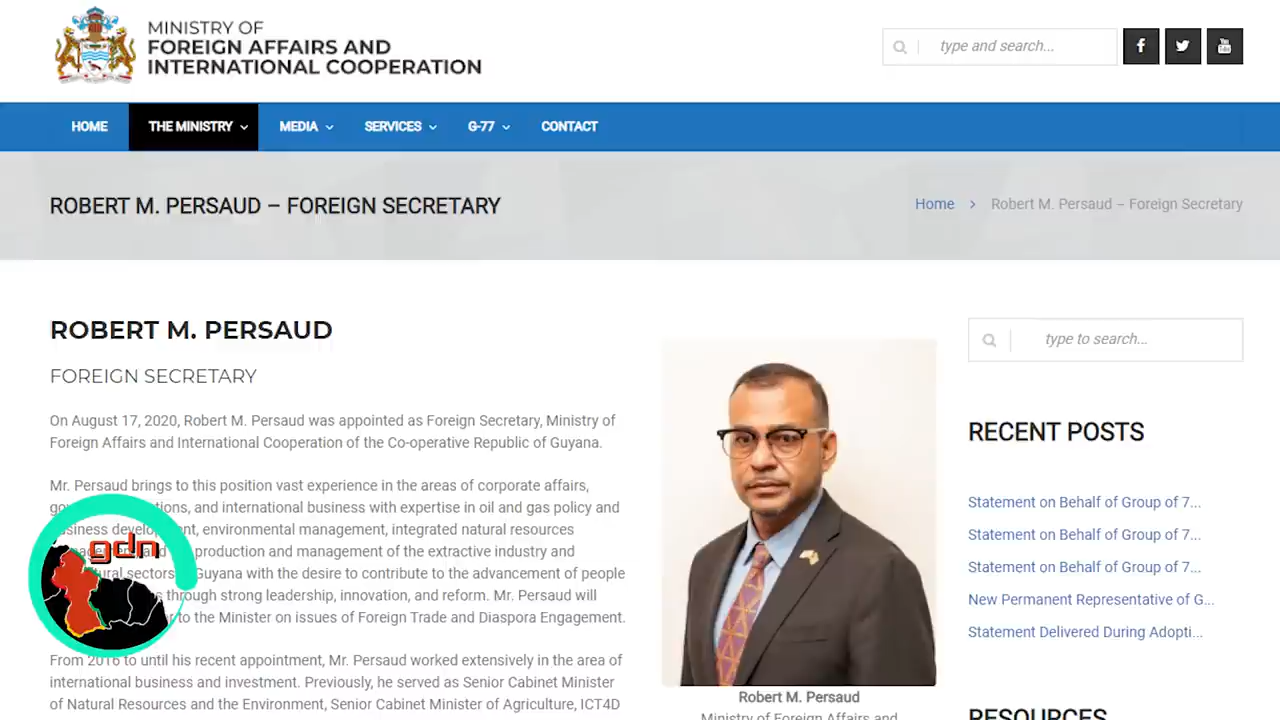 MINISTRY OF
FOREIGN AFFAIRS AND
INTERNATIONAL COOPERATION
type and search...
HOME
THE MINISTRY
MEDIA
SERVICES
G-77
CONTACT
ROBERT M. PERSAUD – FOREIGN SECRETARY
Home > Robert M. Persaud – Foreign Secretary
ROBERT M. PERSAUD
FOREIGN SECRETARY
On August 17, 2020, Robert M. Persaud was appointed as Foreign Secretary, Ministry of
Foreign Affairs and International Cooperation of the Co-operative Republic of Guyana.
Mr. Persaud brings to this position vast experience in the areas of corporate affairs,
and international business with expertise in oil and gas policy and
environmental management, integrated natural resources
production and management of the extractive industry and
sectors Guyana with the desire to contribute to the advancement of people
through strong leadership, innovation, and reform. Mr. Persaud will
to the Minister on issues of Foreign Trade and Diaspora Engagement.
From 2016 to until his recent appointment, Mr. Persaud worked extensively in the area of
international business and investment. Previously, he served as Senior Cabinet Minister
of Natural Resources and the Environment, Senior Cabinet Minister of Agriculture, ICT4D
gdn
Robert M. Persaud
Ministry of Foreign Affairs and
type to search...
RECENT POSTS
Statement on Behalf of Group of 7...
Statement on Behalf of Group of 7...
Statement on Behalf of Group of 7...
New Permanent Representative of G...
Statement Delivered During Adopti...
RESOURCES